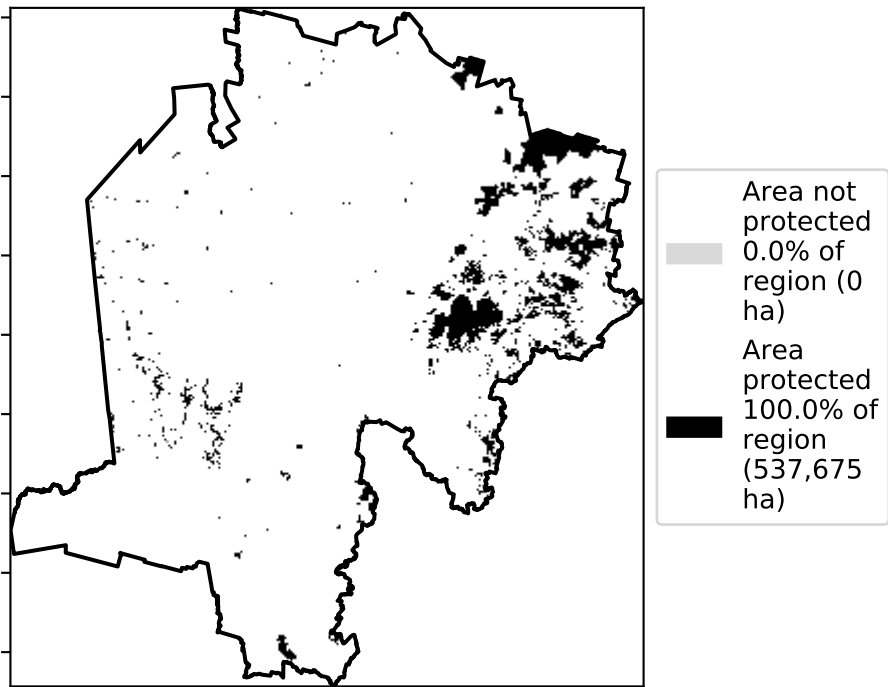 Area not
protected
0.0% of
region (0
ha)
Area
protected
100.0% of
region
(537,675
ha)